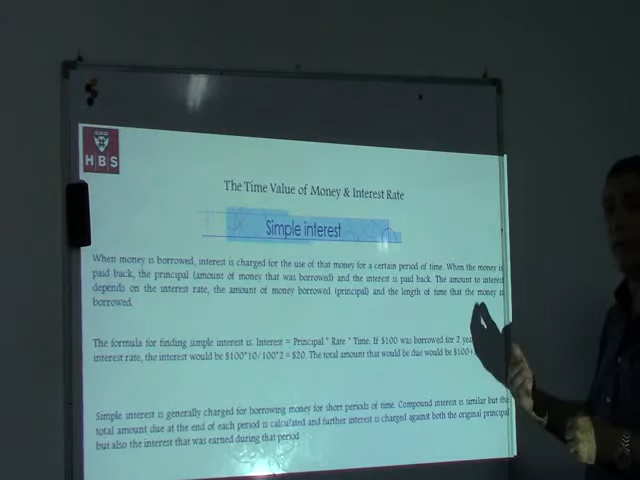 HBS
The Time Value of Money & Interest Rate
Simple interest
When money is borrowed, interest is charged for the use of that money for a certain period of time. When the money is
paid back, the principal (amount of money that was borrowed) and the interest is paid back. The amount to interest
depends on the interest rate, the amount of money borrowed (principal) and the length of time that the money is
borrowed.
The formula for finding simple interest is: Interest = Principal * Rate * Time. If $100 was borrowed for 2
interest rate, the interest would be $100*10/100*2 = $20. The total amount that would be due would be $100+
Simple interest is generally charged for borrowing money for short periods of time. Compound interest is similar but the
total amount due at the end of each period is calculated and further interest is charged against both the original principal
but also the interest that was earned during that period